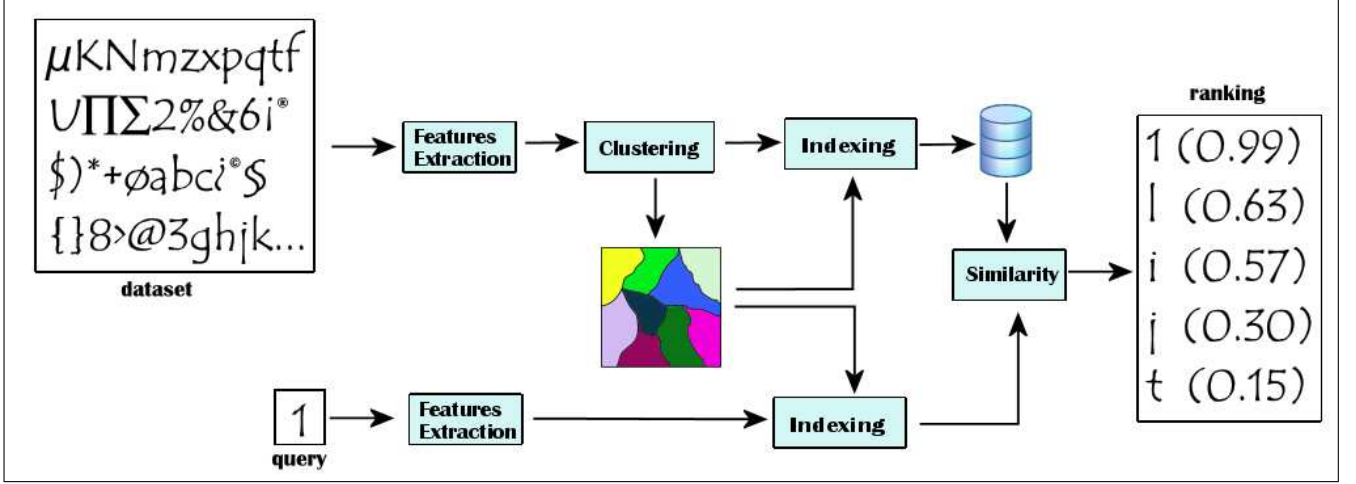 µKNmzxpqtf
U∏∑2%&6i®
$)*+øabci©§
{}8>@3ghjk...
dataset
Features
Extraction
Clustering
Indexing
Similarity
ranking
1 (0.99)
l (0.63)
i (0.57)
j (0.30)
t (0.15)
1
query
Features
Extraction
Indexing